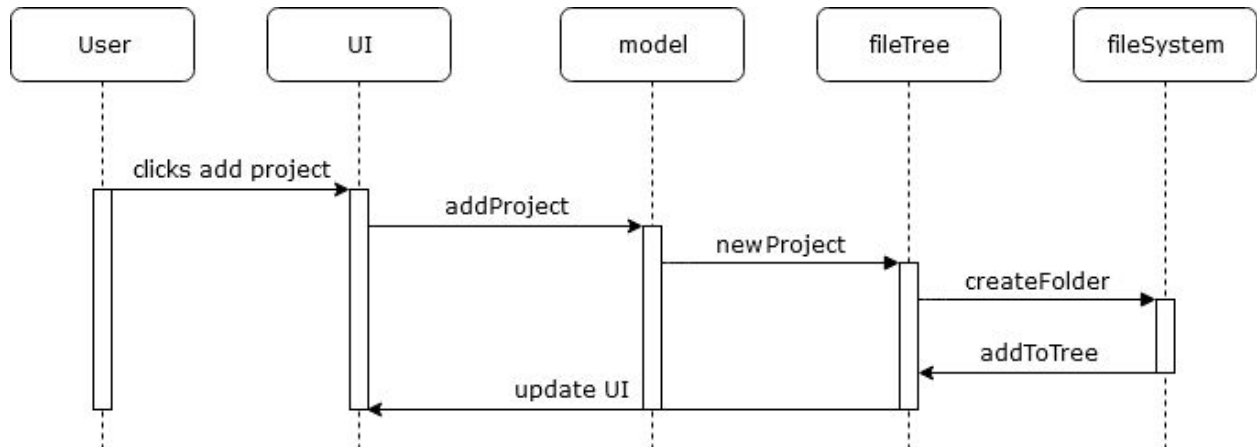 User
UI
model
fileTree
fileSystem
clicks add project
addProject
newProject
createFolder
addToTree
update UI